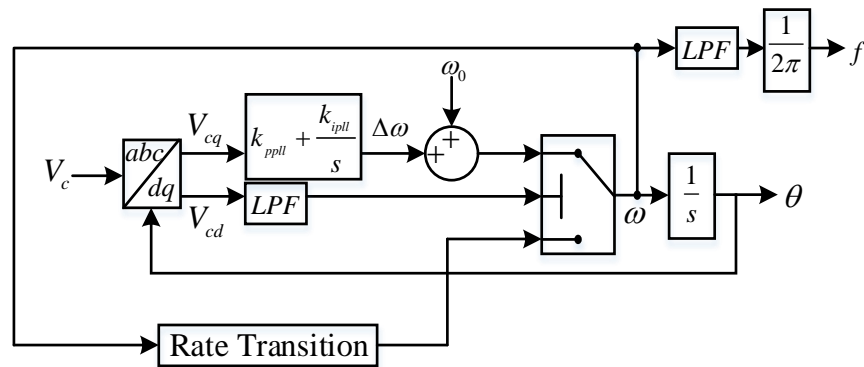 LPF
1
2π
f
ω₀
V_cq
k_ppll + k_ipll
s
Δω
+
+
V_c
abc
dq
V_cd
LPF
ω
1
s
θ
Rate Transition